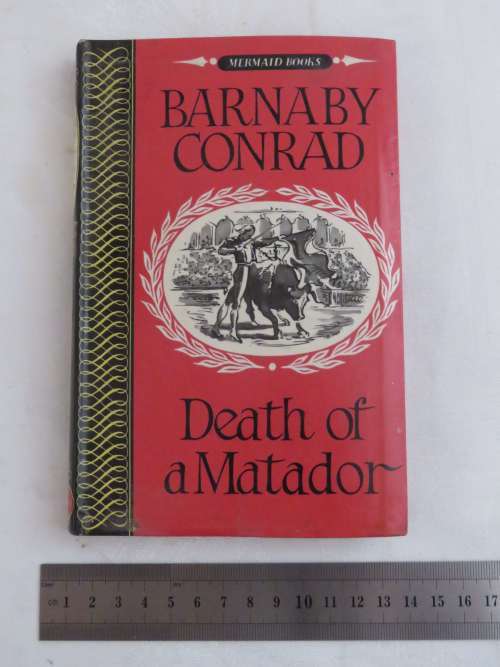 MERMAID BOOKS
BARNABY
CONRAD
Death of
a Matador
1 2 3 4 5 6 7 8 9 10 11 12 13 14 15 16 17